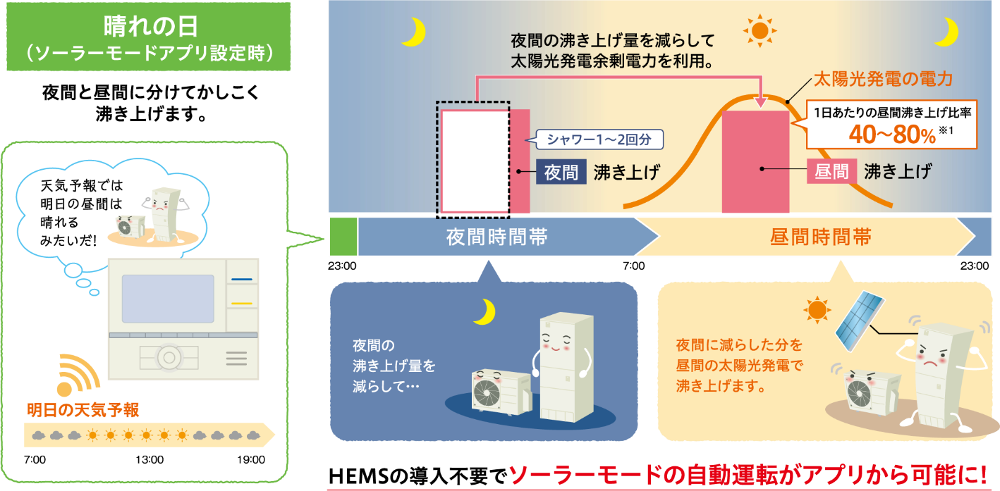 晴れの日
（ソーラーモードアプリ設定時）
夜間と昼間に分けてかしこく
沸き上げます。
天気予報では
明日の昼間は
晴れる
みたいだ!
明日の天気予報
7:00 13:00 19:00
夜間の沸き上げ量を減らして
太陽光発電余剰電力を利用。
太陽光発電の電力
1日あたりの昼間沸き上げ比率
40～80% ※1
シャワー1～2回分
夜間 沸き上げ
昼間 沸き上げ
夜間時間帯 昼間時間帯
23:00 7:00 23:00
夜間の
沸き上げ量を
減らして…
夜間に減らした分を
昼間の太陽光発電で
沸き上げます。
HEMSの導入不要でソーラーモードの自動運転がアプリから可能に!